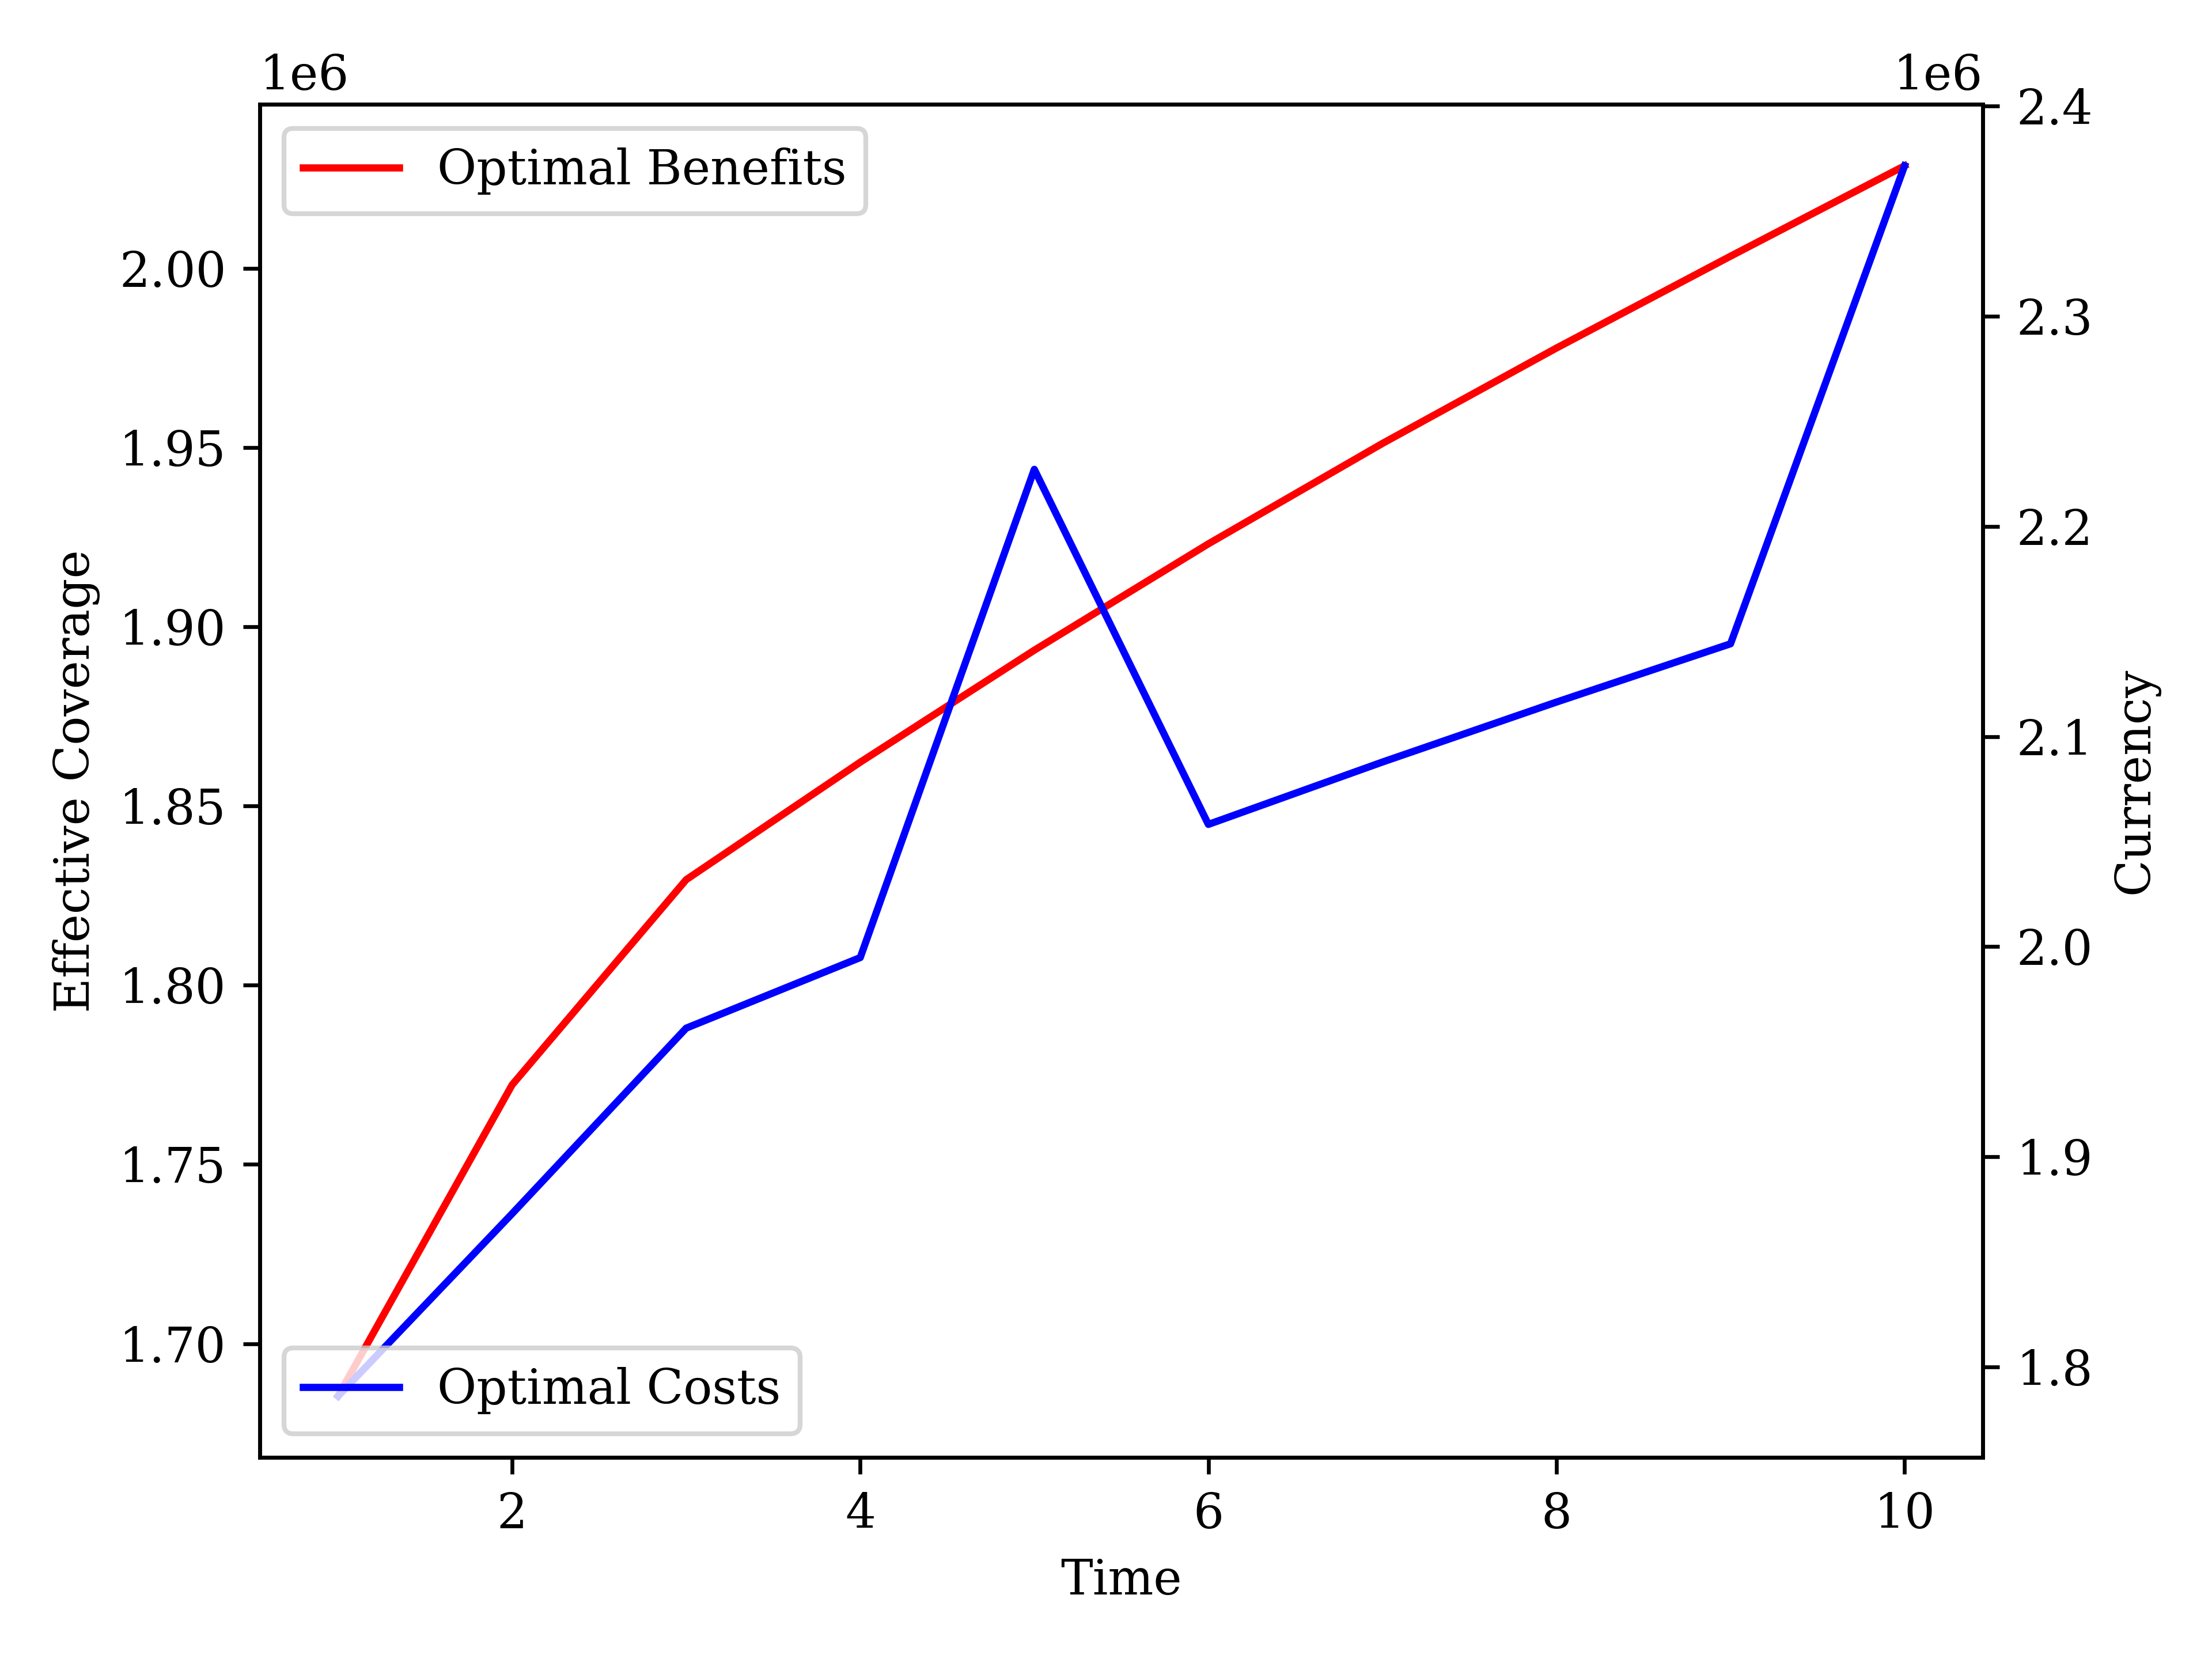 1e6
1e6
Optimal Benefits
Optimal Costs
Effective Coverage
2.00
1.95
1.90
1.85
1.80
1.75
1.70
2.4
2.3
2.2
2.1
2.0
1.9
1.8
Currency
2
4
6
8
10
Time